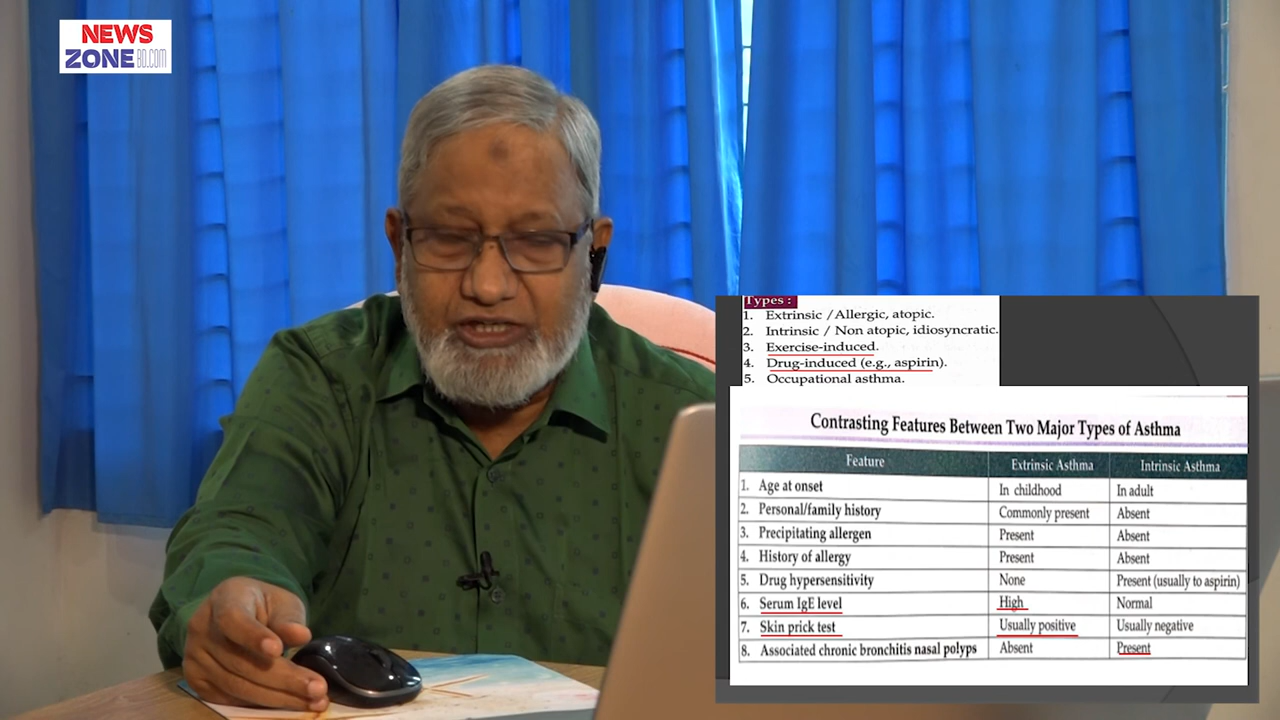 NEWS
ZONE BD.COM
Types :
1. Extrinsic /Allergic, atopic.
2. Intrinsic / Non atopic, idiosyncratic.
3. Exercise-induced.
4. Drug-induced (e.g., aspirin).
5. Occupational asthma.
Contrasting Features Between Two Major Types of Asthma
Feature Extrinsic Asthma Intrinsic Asthma
1. Age at onset In childhood In adult
2. Personal/family history Commonly present Absent
3. Precipitating allergen Present Absent
4. History of allergy Present Absent
5. Drug hypersensitivity None Present (usually to aspirin)
6. Serum IgE level High Normal
7. Skin prick test Usually positive Usually negative
8. Associated chronic bronchitis nasal polyps Absent Present